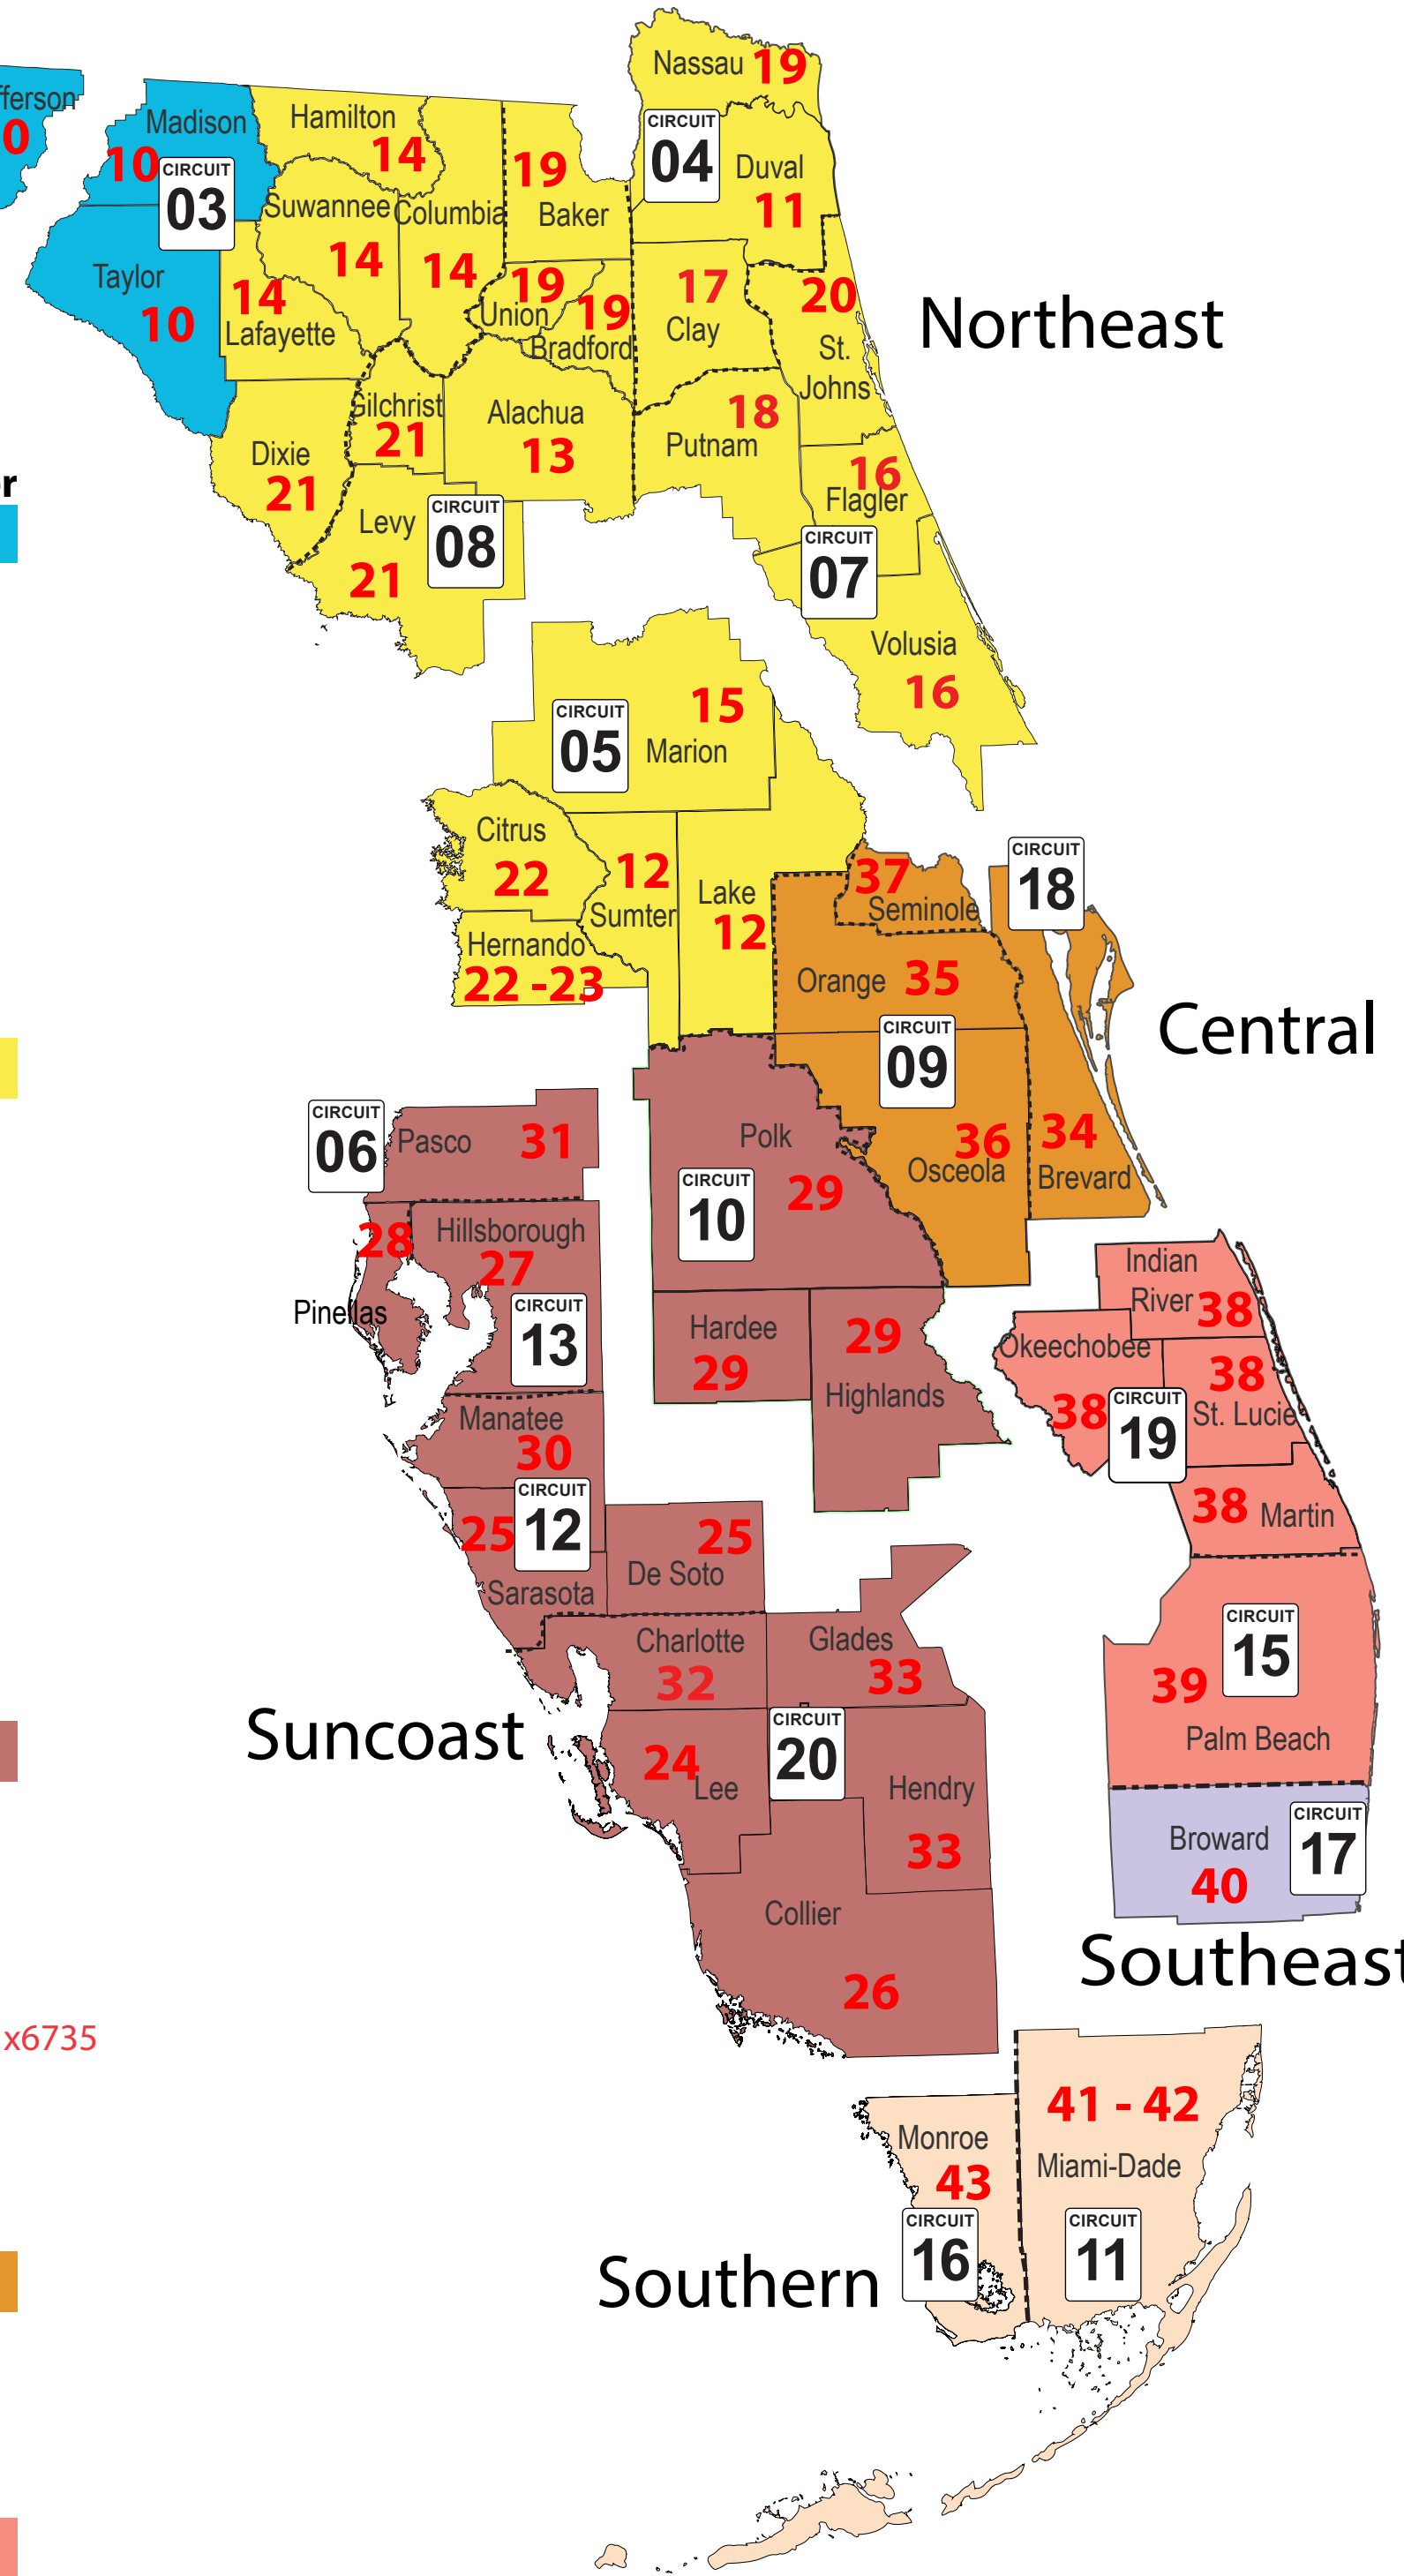 Nassau 19
fferson
0
Madison
10
CIRCUIT
03
Hamilton
14
CIRCUIT
04
Duval
11
19
Baker
Suwannee
14
Columbia
14
Taylor
10
14
Lafayette
19
Union
19
Bradford
17
Clay
20
St.
Johns
Northeast
Gilchrist
21
Alachua
13
18
Putnam
Dixie
21
16
Flagler
r
Levy
21
CIRCUIT
08
CIRCUIT
07
Volusia
16
15
CIRCUIT
05
Marion
Citrus
22
12
Sumter
Lake
12
37
Seminole
CIRCUIT
18
Hernando
22 -23
Orange 35
Central
CIRCUIT
09
36
Osceola
34
Brevard
CIRCUIT
06
Pasco 31
Polk
29
CIRCUIT
10
28
Pinellas
Hillsborough
27
CIRCUIT
13
Indian
River 38
Hardee
29
29
Highlands
Okeechobee
38
38
St. Lucie
CIRCUIT
19
Manatee
30
CIRCUIT
12
25
Sarasota
25
De Soto
38 Martin
Charlotte
32
Glades
33
CIRCUIT
15
39
Palm Beach
Suncoast
24
Lee
CIRCUIT
20
Hendry
33
Broward
40
CIRCUIT
17
Collier
26
Southeast
x6735
41 - 42
Miami-Dade
Monroe
43
CIRCUIT
16
CIRCUIT
11
Southern